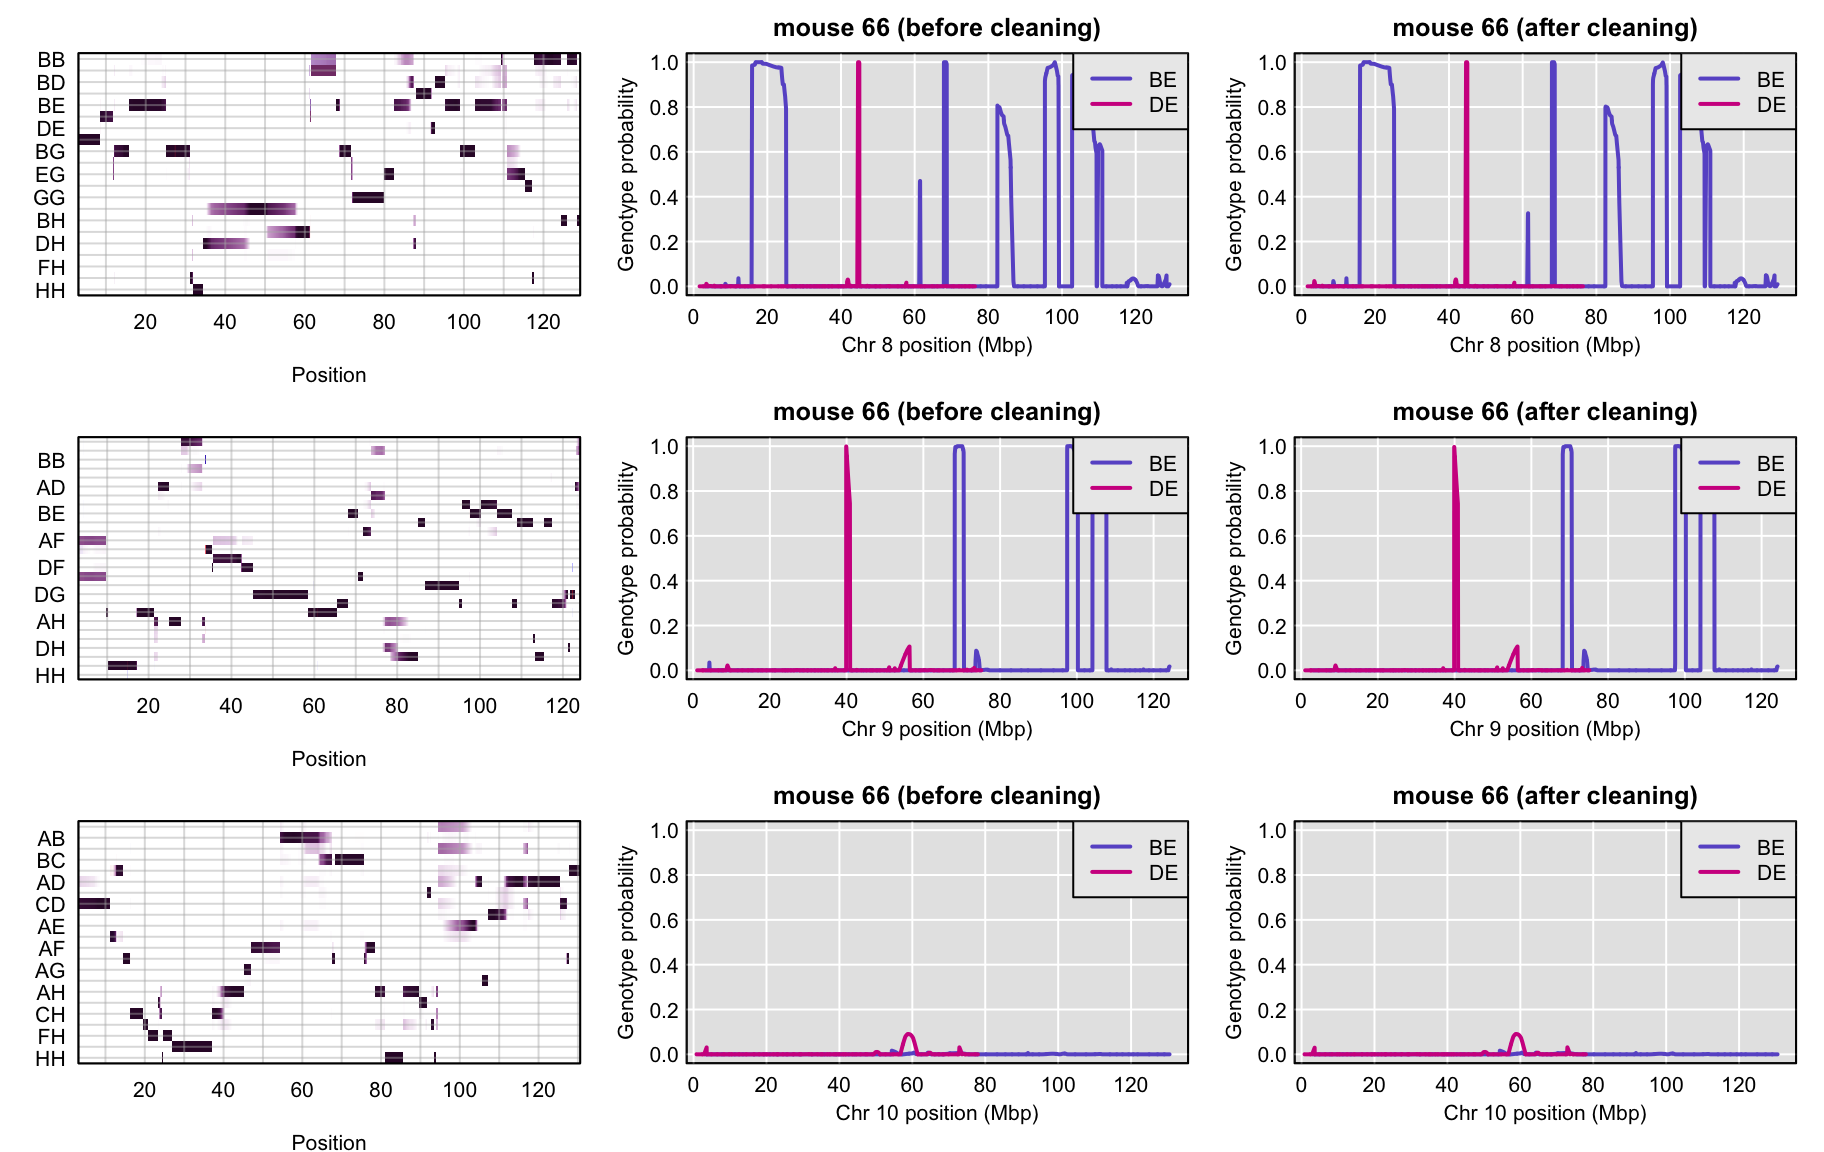 mouse 66 (before cleaning)
mouse 66 (after cleaning)
BB
BD
BE
DE
BG
EG
GG
BH
DH
FH
HH
20 40 60 80 100 120
Position
Genotype probability
1.0
0.8
0.6
0.4
0.2
0.0
BE
DE
0 20 40 60 80 100 120
Chr 8 position (Mbp)
Genotype probability
1.0
0.8
0.6
0.4
0.2
0.0
BE
DE
0 20 40 60 80 100 120
Chr 8 position (Mbp)
mouse 66 (before cleaning)
mouse 66 (after cleaning)
BB
AD
BE
AF
DF
DG
AH
DH
HH
20 40 60 80 100 120
Position
Genotype probability
1.0
0.8
0.6
0.4
0.2
0.0
BE
DE
0 20 40 60 80 100 120
Chr 9 position (Mbp)
Genotype probability
1.0
0.8
0.6
0.4
0.2
0.0
BE
DE
0 20 40 60 80 100 120
Chr 9 position (Mbp)
mouse 66 (before cleaning)
mouse 66 (after cleaning)
AB
BC
AD
CD
AE
AF
AG
AH
CH
FH
HH
20 40 60 80 100 120
Position
Genotype probability
1.0
0.8
0.6
0.4
0.2
0.0
BE
DE
0 20 40 60 80 100 120
Chr 10 position (Mbp)
Genotype probability
1.0
0.8
0.6
0.4
0.2
0.0
BE
DE
0 20 40 60 80 100 120
Chr 10 position (Mbp)